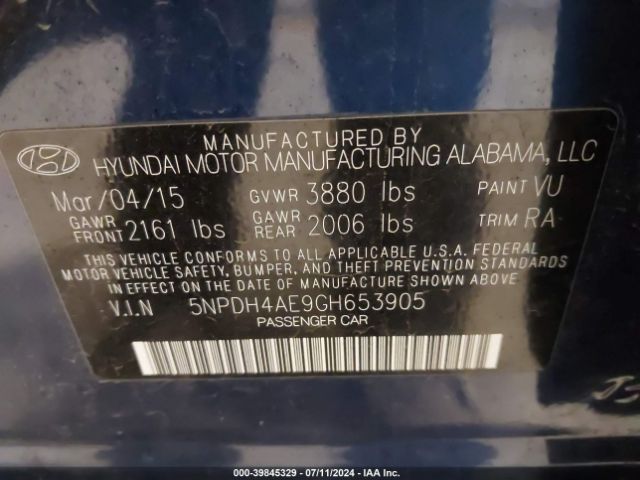 MANUFACTURED BY
HYUNDAI MOTOR MANUFACTURING ALABAMA, LLC
Mar/04/15 GVWR 3880 lbs PAINT VU
GAWR FRONT 2161 lbs GAWR REAR 2006 lbs TRIM RA
THIS VEHICLE CONFORMS TO ALL APPLICABLE U.S.A. FEDERAL
MOTOR VEHICLE SAFETY, BUMPER, AND THEFT PREVENTION STANDARDS
IN EFFECT ON THE DATE OF MANUFACTURE SHOWN ABOVE.
V.I.N 5NPDH4AE9GH653905
PASSENGER CAR
000-39845329 - 07/11/2024 - IAA Inc.